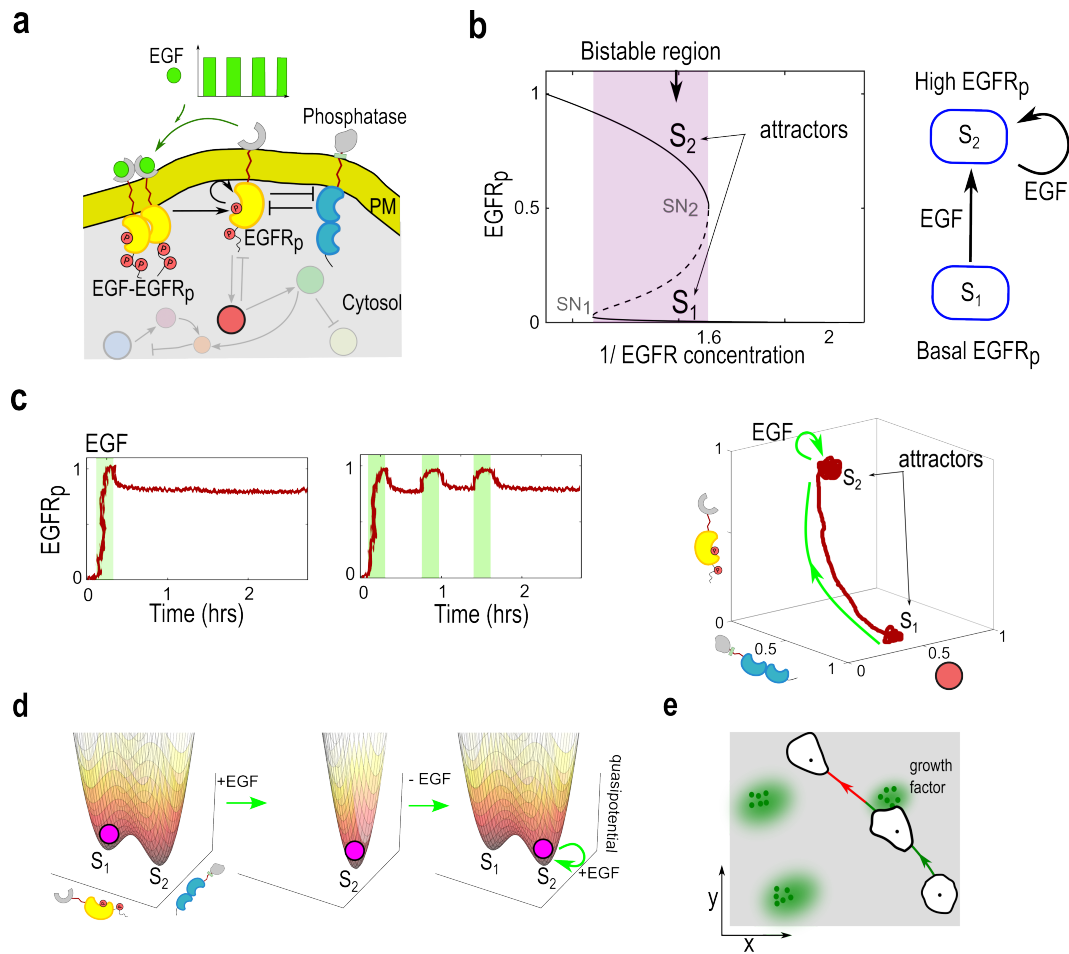 a
EGF
Phosphatase
PM
P
EGFRp
P
P
P
P
P
EGF-EGFRp
Cytosol
b
Bistable region
High EGFRp
1
S2
attractors
S2
EGFRp
SN2
0.5
EGF
EGF
SN1
S1
S1
0
1.6
2
1/ EGFR concentration
Basal EGFRp
c
EGF
1
EGFRp
0
0
1
2
Time (hrs)
1
0
0
1
2
Time (hrs)
EGF
1
S2
attractors
P
P
S1
0
0.5
1
0
0.5
1
d
+EGF
- EGF
quasipotential
S1
S2
S2
S1
S2
+EGF
e
growth
factor
y
x